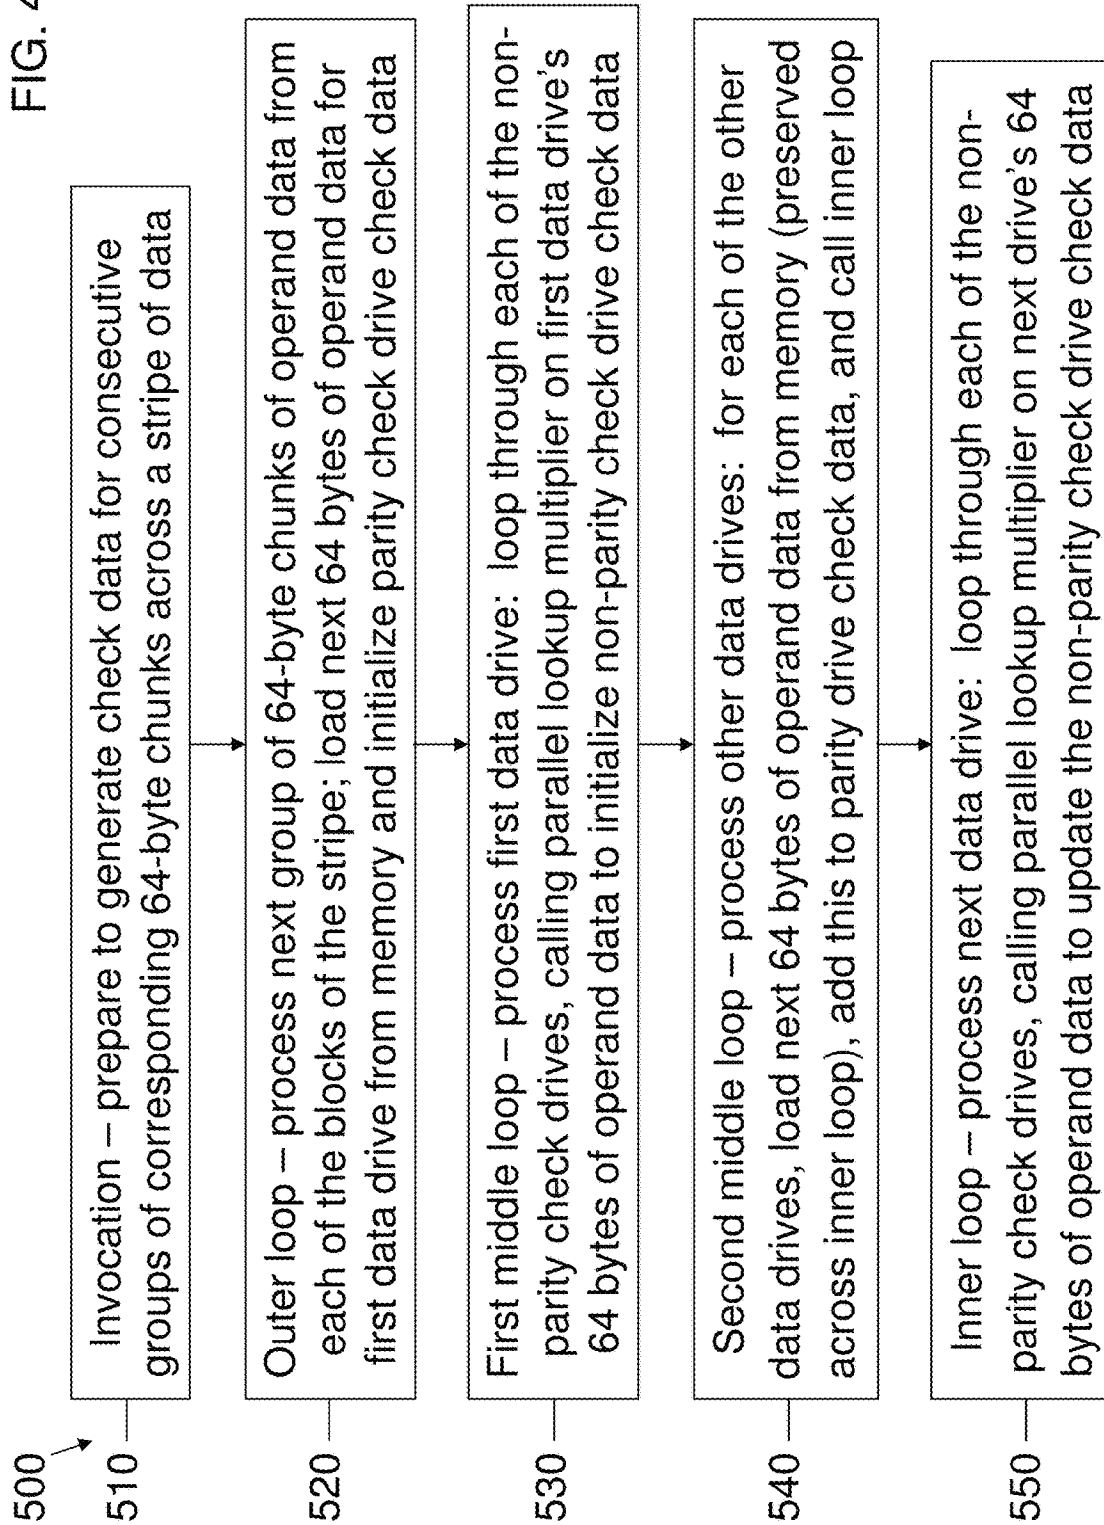 FIG. 4
500
510
Invocation – prepare to generate check data for consecutive
groups of corresponding 64-byte chunks across a stripe of data
520
Outer loop – process next group of 64-byte chunks of operand data from
each of the blocks of the stripe; load next 64 bytes of operand data for
first data drive from memory and initialize parity check drive check data
530
First middle loop – process first data drive: loop through each of the non-
parity check drives, calling parallel lookup multiplier on first data drive's
64 bytes of operand data to initialize non-parity check drive check data
540
Second middle loop – process other data drives: for each of the other
data drives, load next 64 bytes of operand data from memory (preserved
across inner loop), add this to parity drive check data, and call inner loop
550
Inner loop – process next data drive: loop through each of the non-
parity check drives, calling parallel lookup multiplier on next drive's 64
bytes of operand data to update the non-parity check drive check data